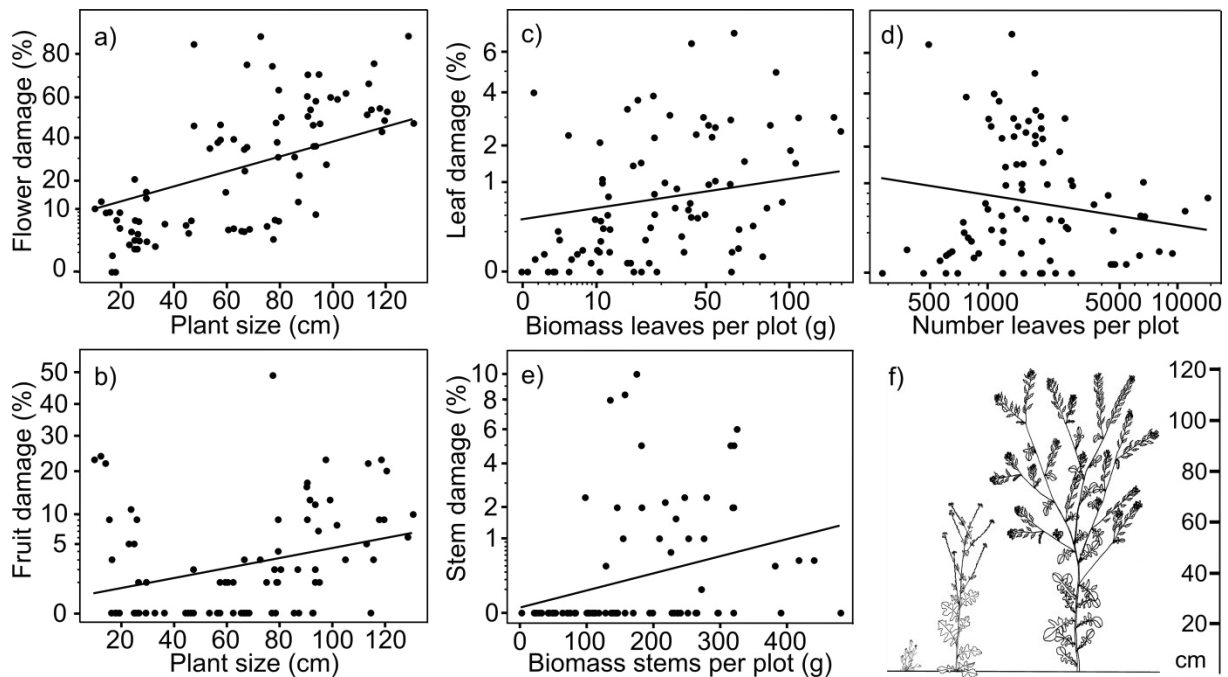 a)
Flower damage (%)
80
60
40
20
10
0
20 40 60 80 100 120
Plant size (cm)
c)
Leaf damage (%)
6
4
2
1
0
0 10 50 100
Biomass leaves per plot (g)
d)
500 1000 5000 10000
Number leaves per plot
b)
Fruit damage (%)
50
40
30
20
10
5
0
20 40 60 80 100 120
Plant size (cm)
e)
Stem damage (%)
10
8
6
4
2
1
0
0 100 200 300 400
Biomass stems per plot (g)
f)
120
100
80
60
40
20
cm